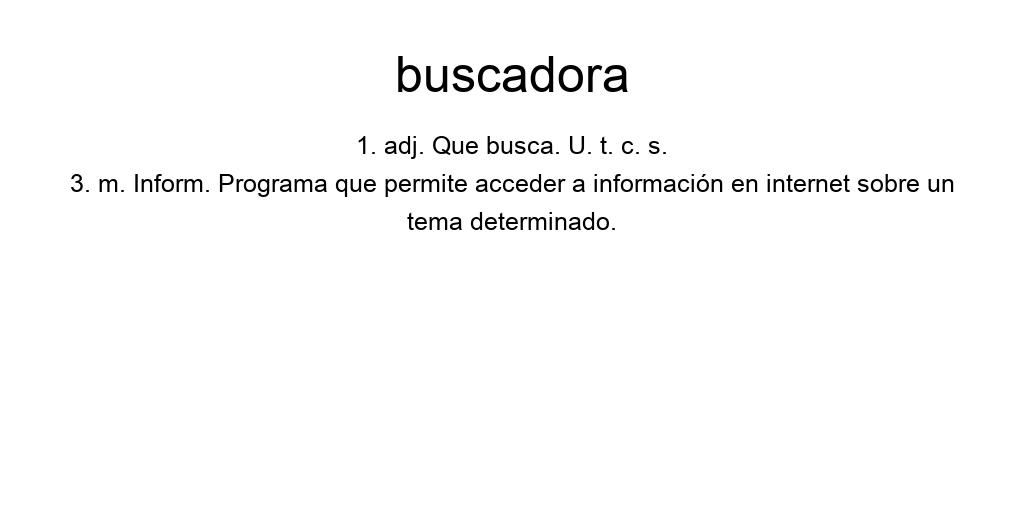 buscadora
1. adj. Que busca. U. t. c. s.
3. m. Inform. Programa que permite acceder a información en internet sobre un
tema determinado.